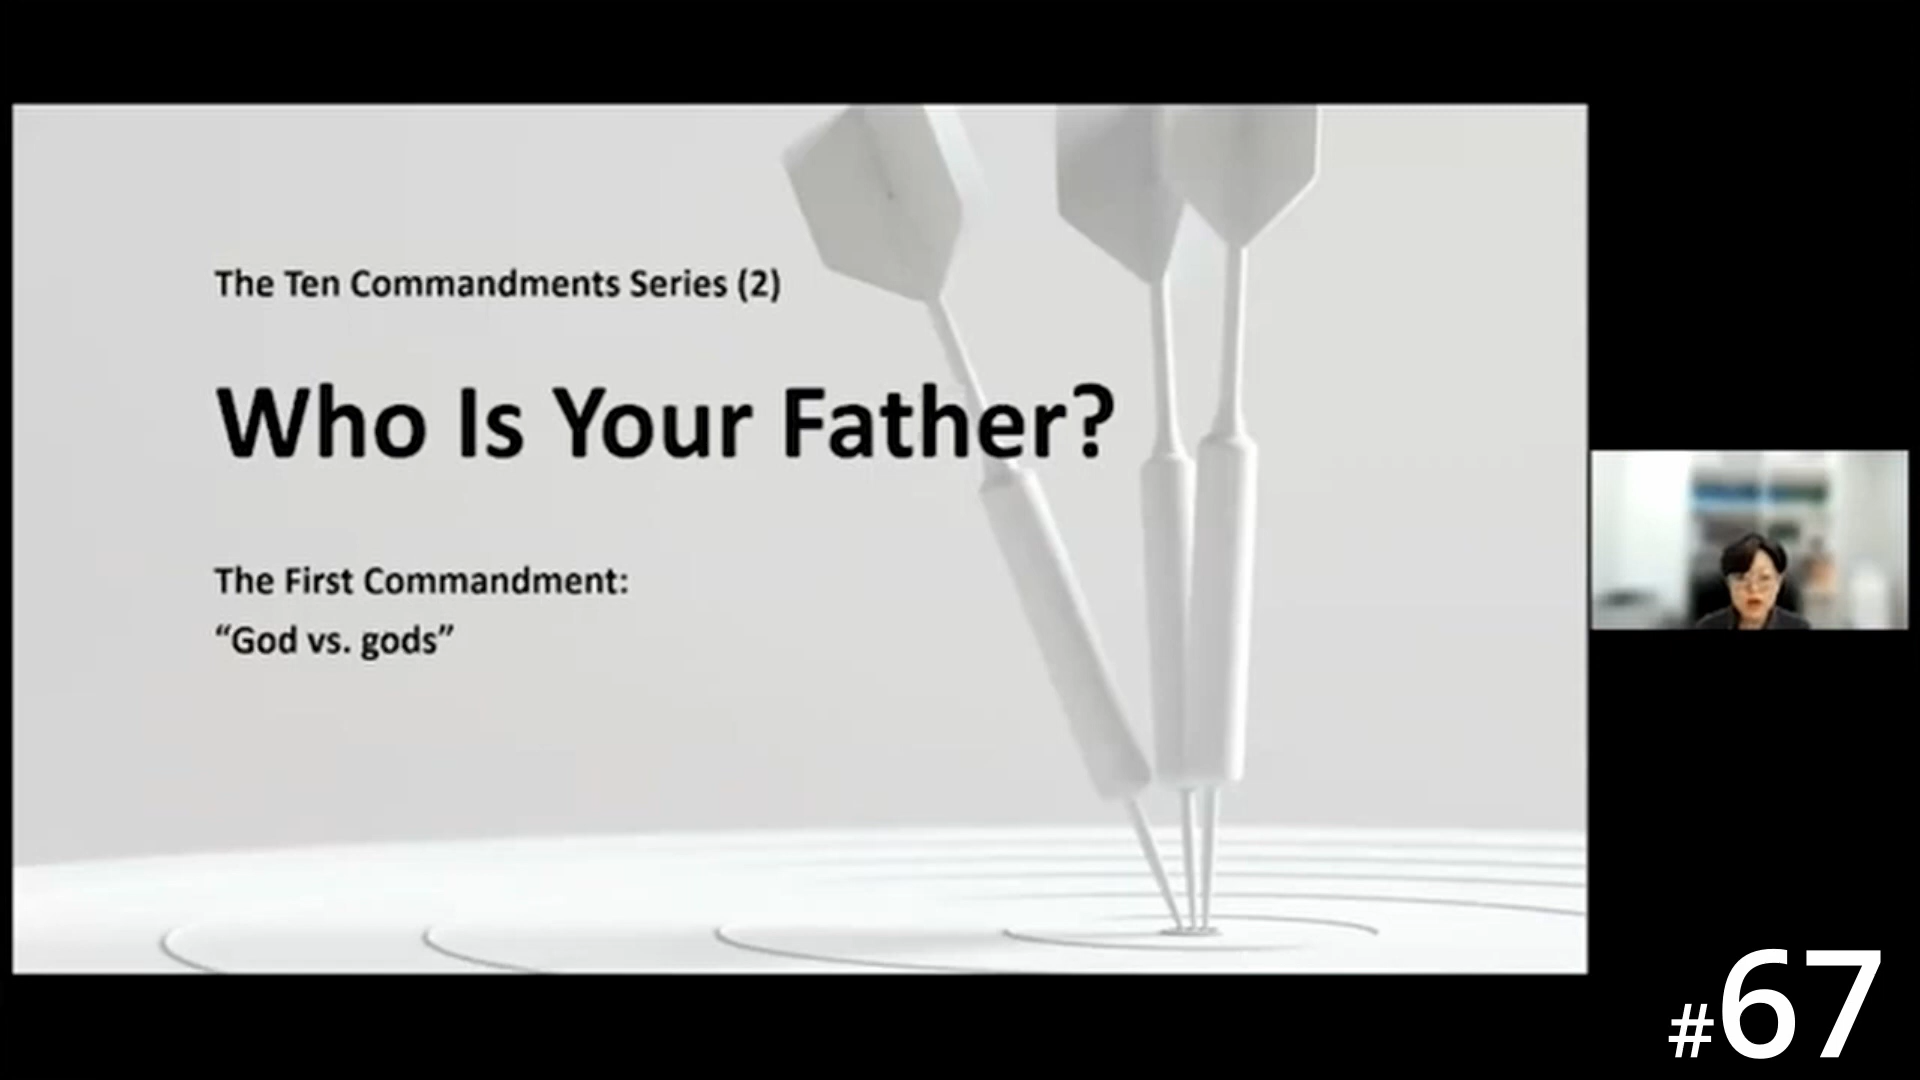 The Ten Commandments Series (2)
Who Is Your Father?
The First Commandment:
“God vs. gods”
#67